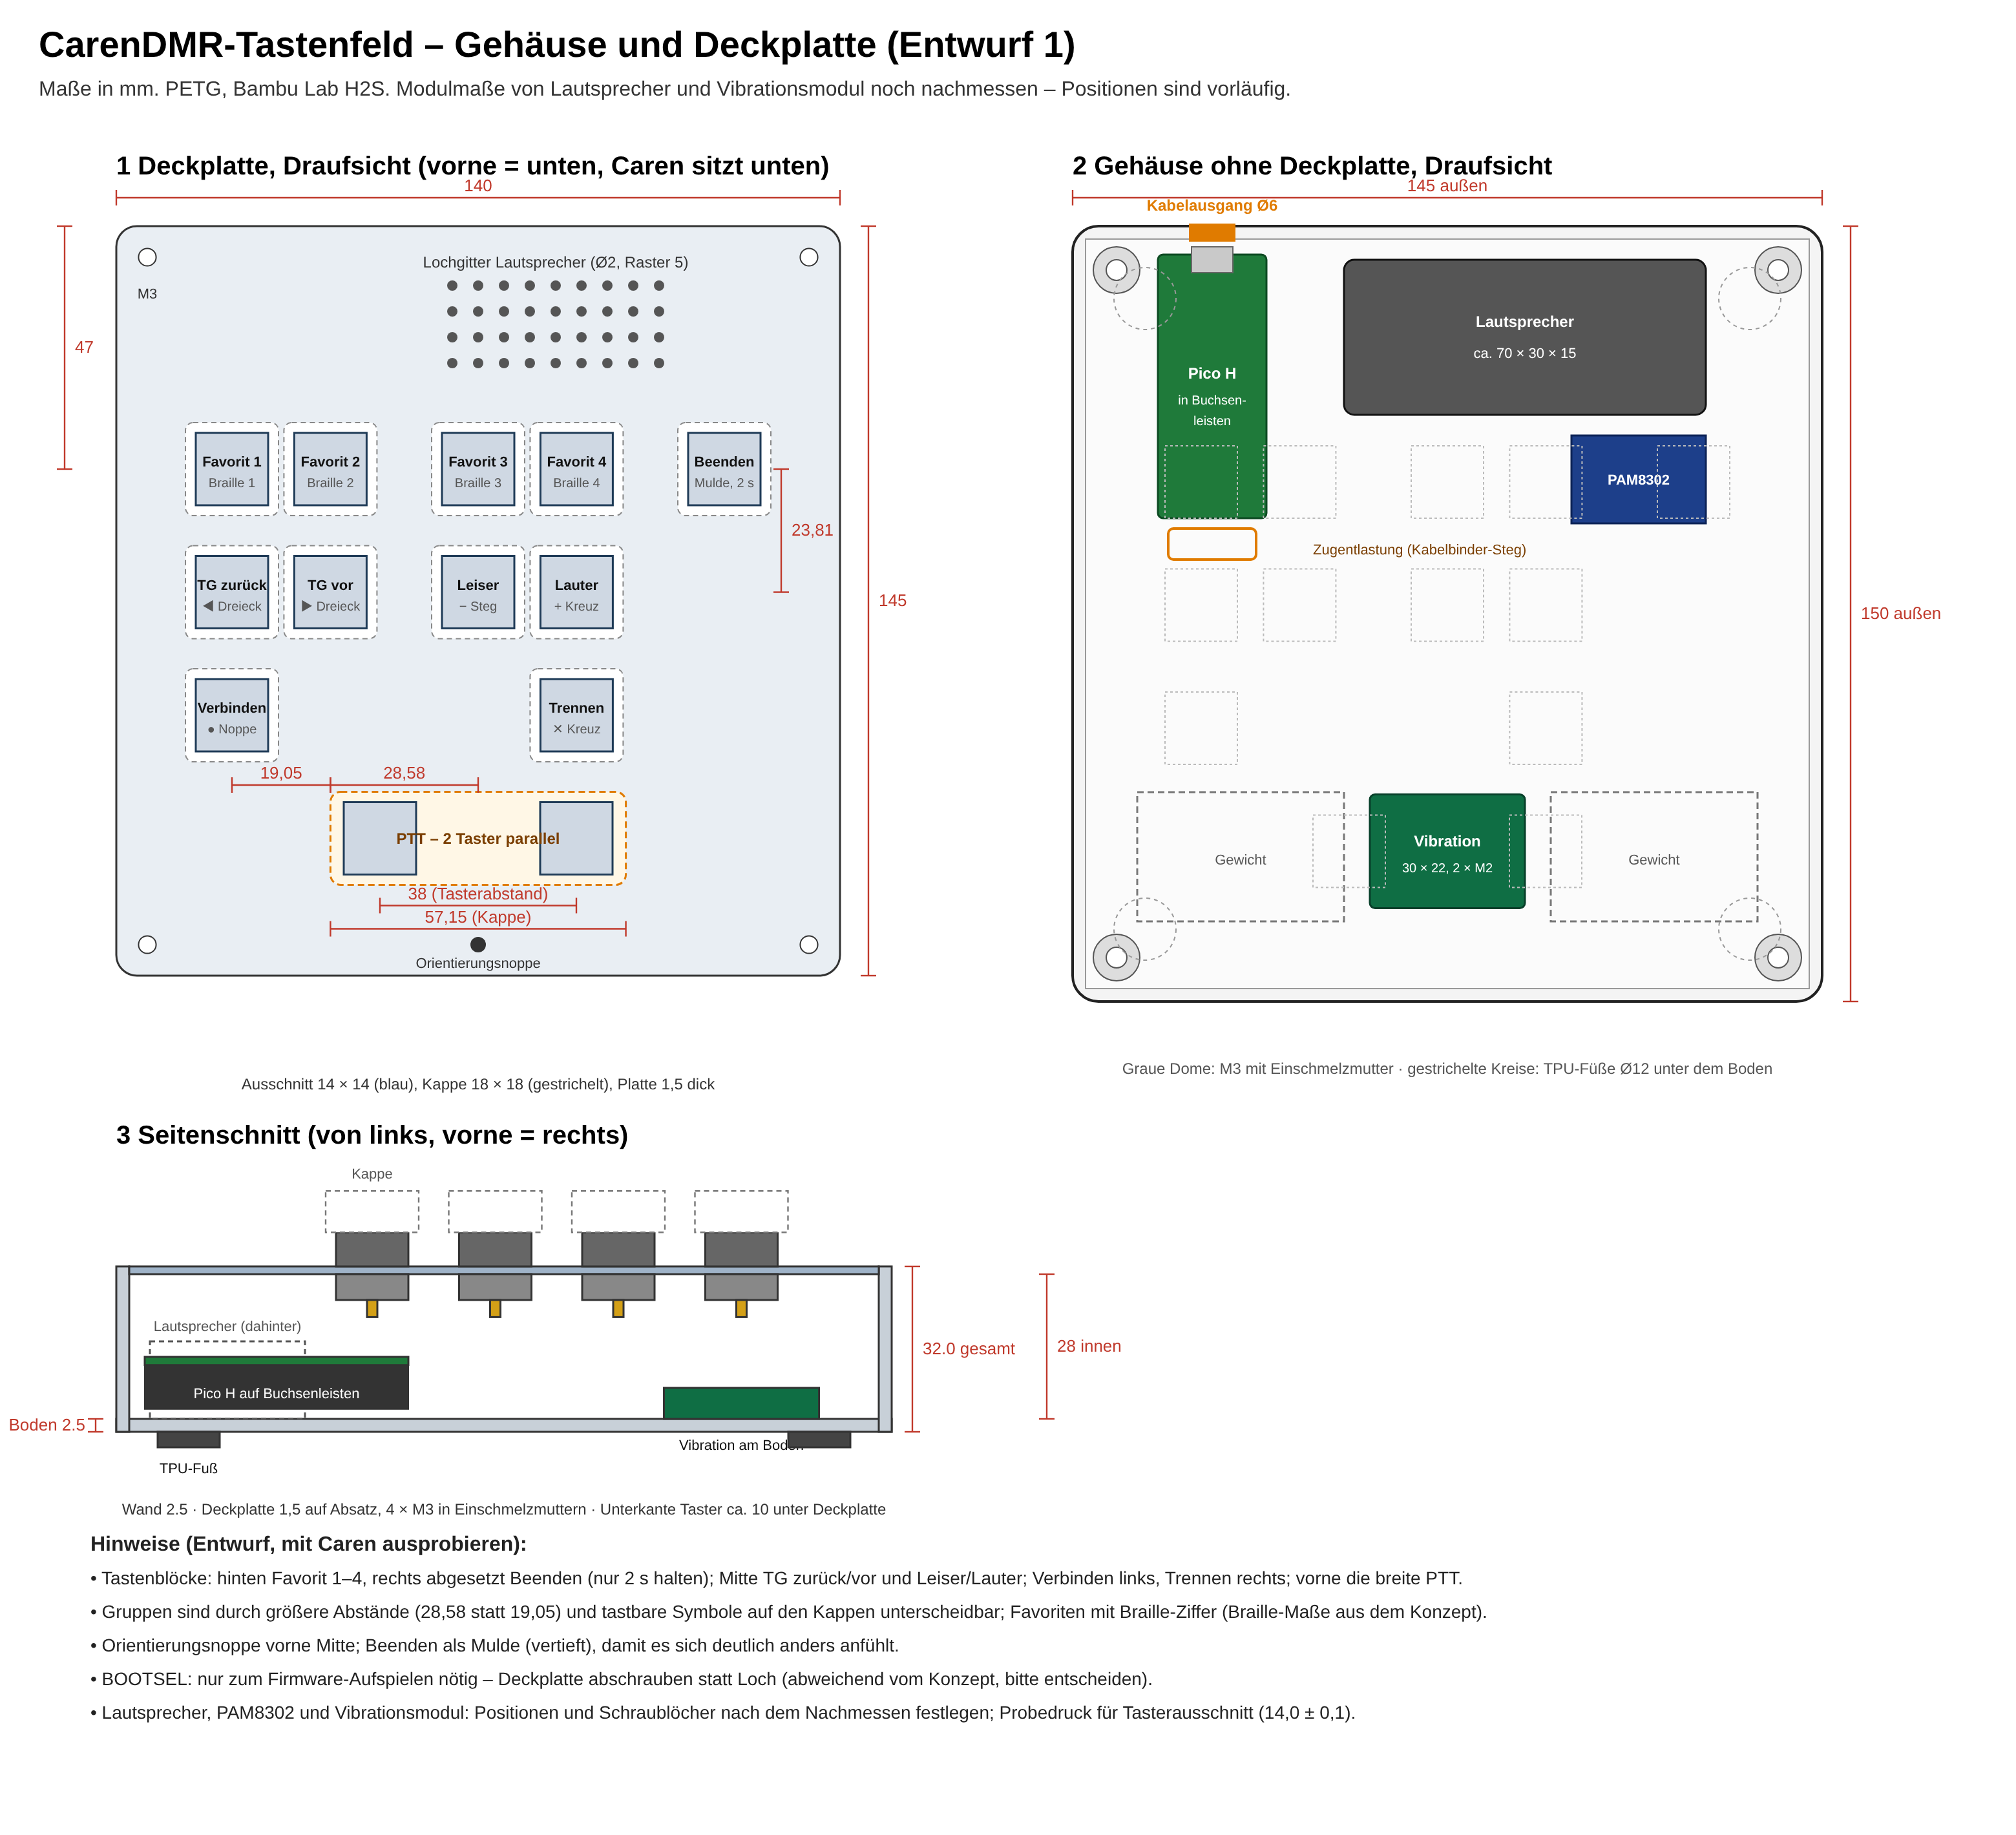 CarenDMR-Tastenfeld – Gehäuse und Deckplatte (Entwurf 1)
Maße in mm. PETG, Bambu Lab H2S. Modulmaße von Lautsprecher und Vibrationsmodul noch nachmessen – Positionen sind vorläufig.
1 Deckplatte, Draufsicht (vorne = unten, Caren sitzt unten)
140
47
M3
Lochgitter Lautsprecher (Ø2, Raster 5)
Favorit 1
Braille 1
Favorit 2
Braille 2
Favorit 3
Braille 3
Favorit 4
Braille 4
Beenden
Mulde, 2 s
23,81
TG zurück
◀ Dreieck
TG vor
▶ Dreieck
Leiser
− Steg
Lauter
+ Kreuz
145
Verbinden
● Noppe
Trennen
✕ Kreuz
19,05
28,58
PTT – 2 Taster parallel
38 (Tasterabstand)
57,15 (Kappe)
Orientierungsnoppe
Ausschnitt 14 × 14 (blau), Kappe 18 × 18 (gestrichelt), Platte 1,5 dick
2 Gehäuse ohne Deckplatte, Draufsicht
145 außen
Kabelausgang Ø6
Pico H
in Buchsen-
leisten
Lautsprecher
ca. 70 × 30 × 15
PAM8302
Zugentlastung (Kabelbinder-Steg)
150 außen
Gewicht
Vibration
30 × 22, 2 × M2
Gewicht
Graue Dome: M3 mit Einschmelzmutter · gestrichelte Kreise: TPU-Füße Ø12 unter dem Boden
3 Seitenschnitt (von links, vorne = rechts)
Kappe
Lautsprecher (dahinter)
Pico H auf Buchsenleisten
32.0 gesamt
28 innen
Boden 2.5
Vibration am Boden
TPU-Fuß
Wand 2.5 · Deckplatte 1,5 auf Absatz, 4 × M3 in Einschmelzmuttern · Unterkante Taster ca. 10 unter Deckplatte
Hinweise (Entwurf, mit Caren ausprobieren):
• Tastenblöcke: hinten Favorit 1–4, rechts abgesetzt Beenden (nur 2 s halten); Mitte TG zurück/vor und Leiser/Lauter; Verbinden links, Trennen rechts; vorne die breite PTT.
• Gruppen sind durch größere Abstände (28,58 statt 19,05) und tastbare Symbole auf den Kappen unterscheidbar; Favoriten mit Braille-Ziffer (Braille-Maße aus dem Konzept).
• Orientierungsnoppe vorne Mitte; Beenden als Mulde (vertieft), damit es sich deutlich anders anfühlt.
• BOOTSEL: nur zum Firmware-Aufspielen nötig – Deckplatte abschrauben statt Loch (abweichend vom Konzept, bitte entscheiden).
• Lautsprecher, PAM8302 und Vibrationsmodul: Positionen und Schraublöcher nach dem Nachmessen festlegen; Probedruck für Tasterausschnitt (14,0 ± 0,1).